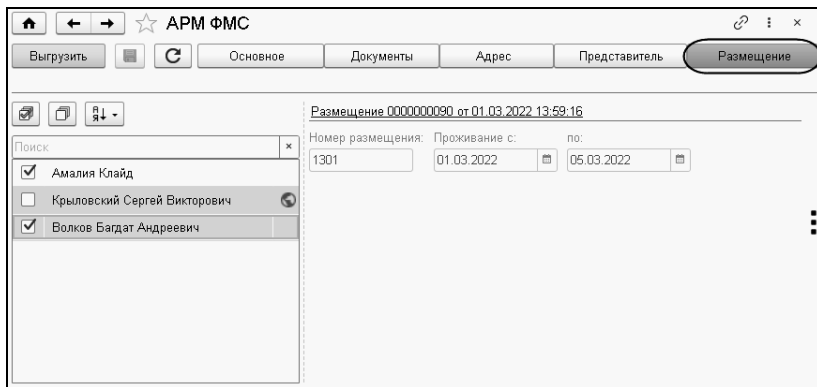 АРМ ФМС
Выгрузить Основное Документы Адрес Представитель Размещение
Размещение 0000000090 от 01.03.2022 13:59:16
Поиск
Номер размещения: Проживание с: по:
1301 01.03.2022 05.03.2022
Амалия Клайд
Крыловский Сергей Викторович
Волков Багдат Андреевич